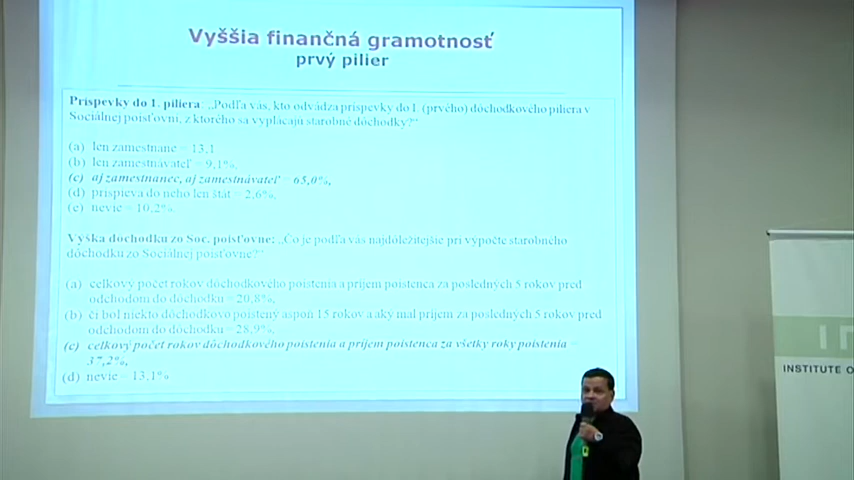 Vyššia finančná gramotnosť
prvý pilier
Príspevky do I. piliera: „Podľa vás, kto odvádza príspevky do I. (prvého) dôchodkového piliera v
Sociálnej poisťovni, z ktorého sa vyplácajú starobné dôchodky?“
(a) len zamestnanec = 13,1
(b) len zamestnávateľ = 9,1%,
(c) aj zamestnanec, aj zamestnávateľ = 65,0%,
(d) prispieva do neho len štát = 2,6%,
(e) nevie = 10,2%.
Výška dôchodku zo Soc. poisťovne: „Čo je podľa vás najdôležitejšie pri výpočte starobného
dôchodku zo Sociálnej poisťovne?“
(a) celkový počet rokov dôchodkového poistenia a príjem poistenca za posledných 5 rokov pred
odchodom do dôchodku = 20,8%,
(b) či bol niekto dôchodkovo poistený aspoň 15 rokov a aký mal príjem za posledných 5 rokov pred
odchodom do dôchodku = 28,9%,
(c) celkový počet rokov dôchodkového poistenia a príjem poistenca za všetky roky poistenia =
37,2%,
(d) nevie = 13,1%
INSTITUTE O